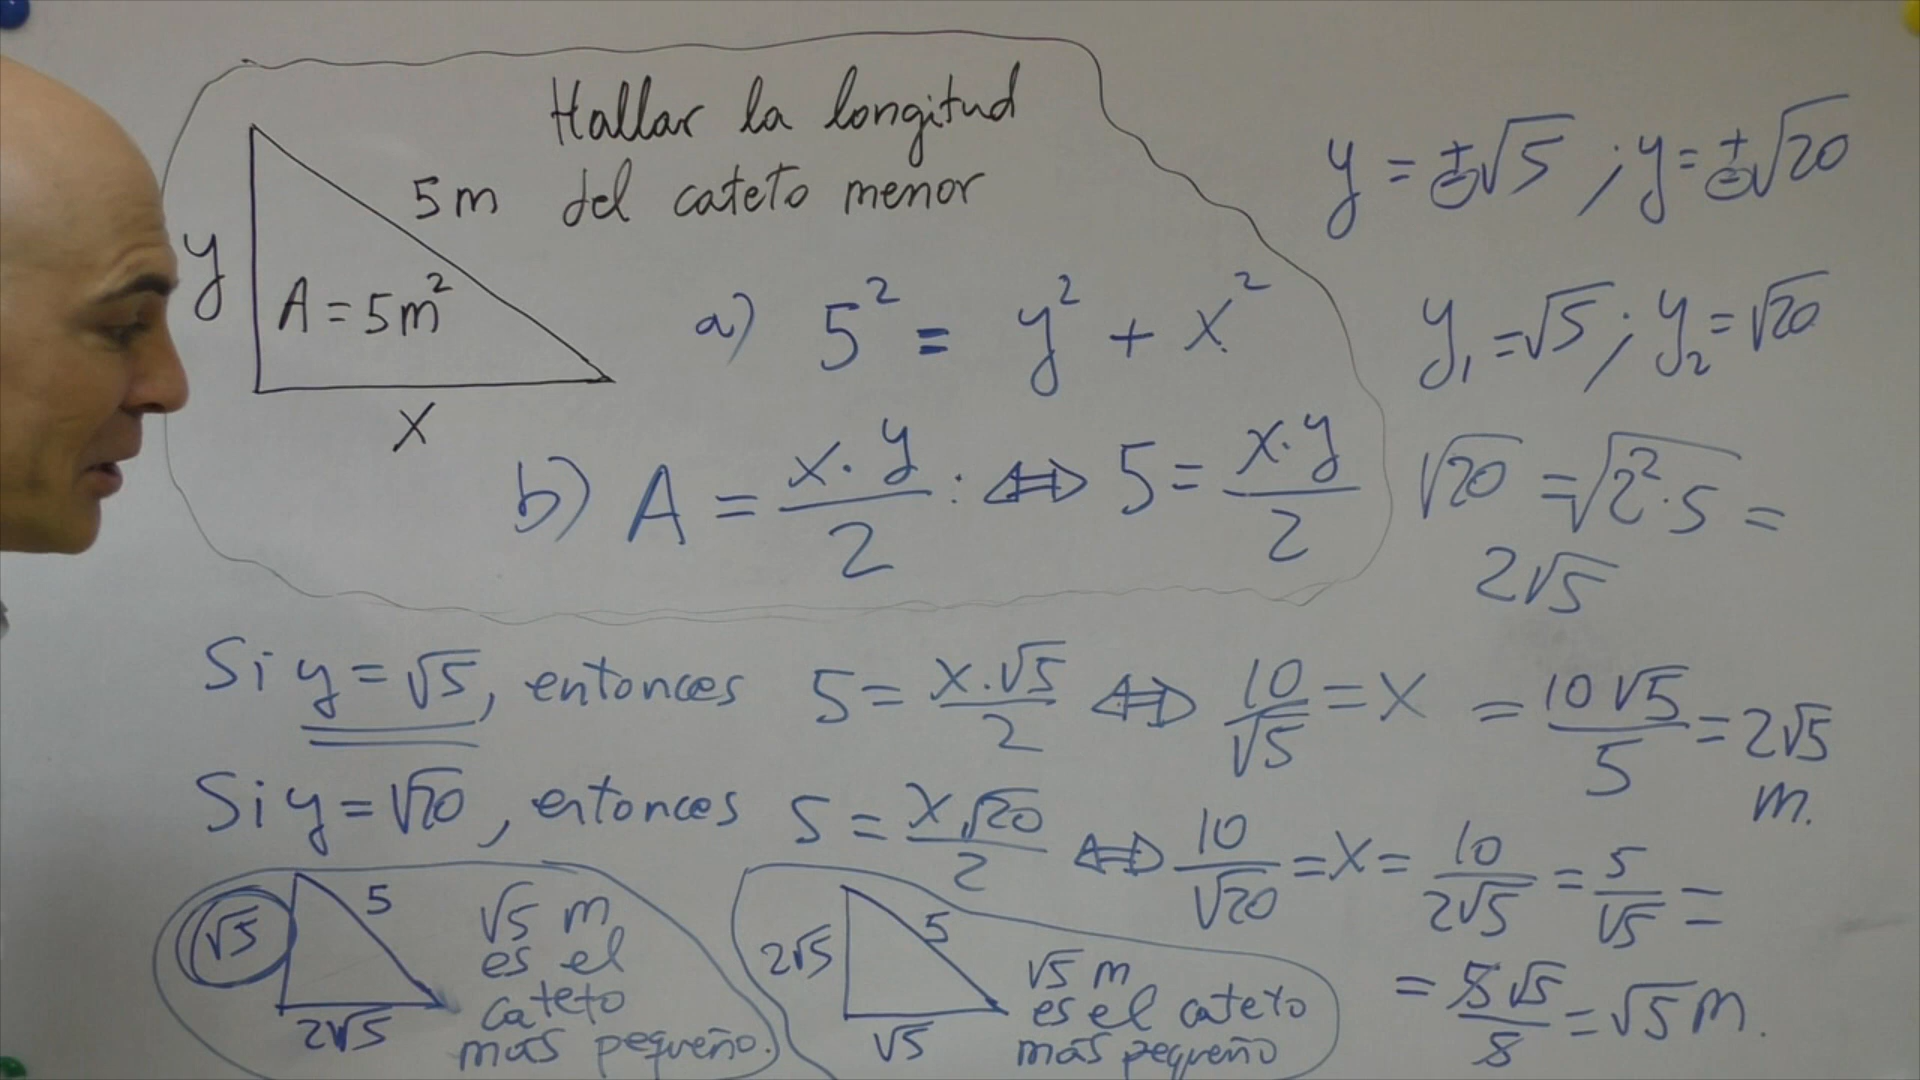 Hallar la longitud
del cateto menor
5m
y
A = 5m²
x
a) 5² = y² + x²
b) A = x·y/2 : ⇔ 5 = x·y/2
y = ±√5 ; y = ±√20
y₁ = √5 ; y₂ = √20
√20 = √2²·5 =
2√5
Si y = √5, entonces 5 = x·√5/2 ⇔ 10/√5 = x = 10√5/5 = 2√5
m.
Si y = √20, entonces 5 = x√20/2 ⇔ 10/√20 = x = 10/2√5 = 5/√5 =
= 5√5/5 = √5 m.
√5
5
2√5
√5 m
es el
cateto
más pequeño.
2√5
5
√5
√5 m
es el cateto
más pequeño